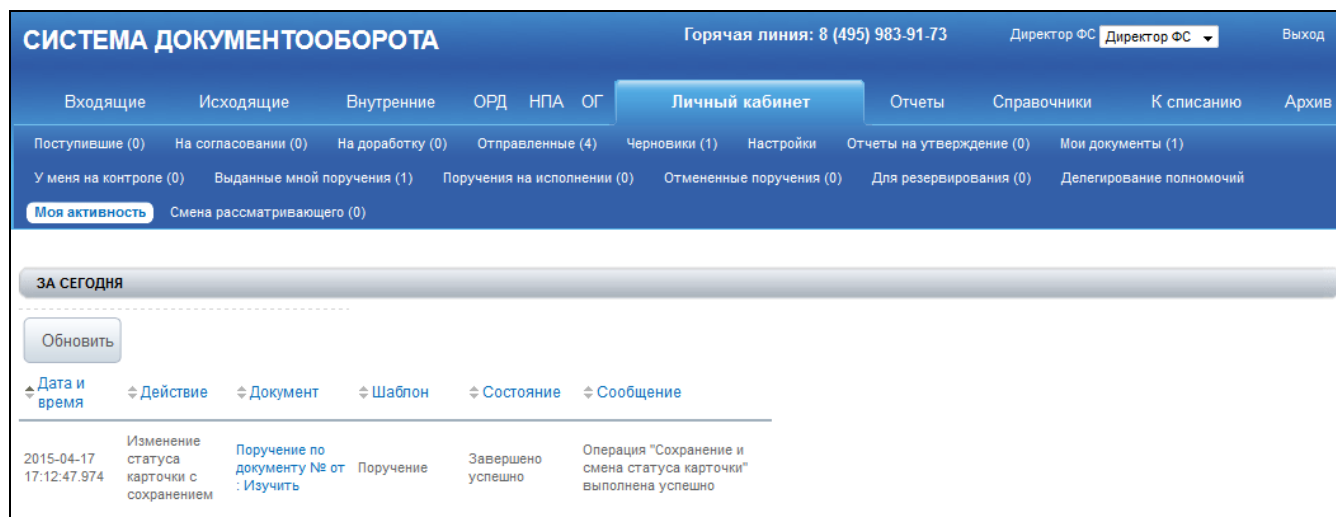 СИСТЕМА ДОКУМЕНТООБОРОТА Горячая линия: 8 (495) 983-91-73 Директор ФС Директор ФС Выход
Входящие Исходящие Внутренние ОРД НПА ОГ Личный кабинет Отчеты Справочники К списанию Архив
Поступившие (0) На согласовании (0) На доработку (0) Отправленные (4) Черновики (1) Настройки Отчеты на утверждение (0) Мои документы (1)
У меня на контроле (0) Выданные мной поручения (1) Поручения на исполнении (0) Отмененные поручения (0) Для резервирования (0) Делегирование полномочий
Моя активность Смена рассматривающего (0)
ЗА СЕГОДНЯ
Обновить
Дата и
время
Действие
Документ
Шаблон
Состояние
Сообщение
2015-04-17
17:12:47.974
Изменение
статуса
карточки с
сохранением
Поручение по
документу № от
: Изучить
Поручение
Завершено
успешно
Операция "Сохранение и
смена статуса карточки"
выполнена успешно